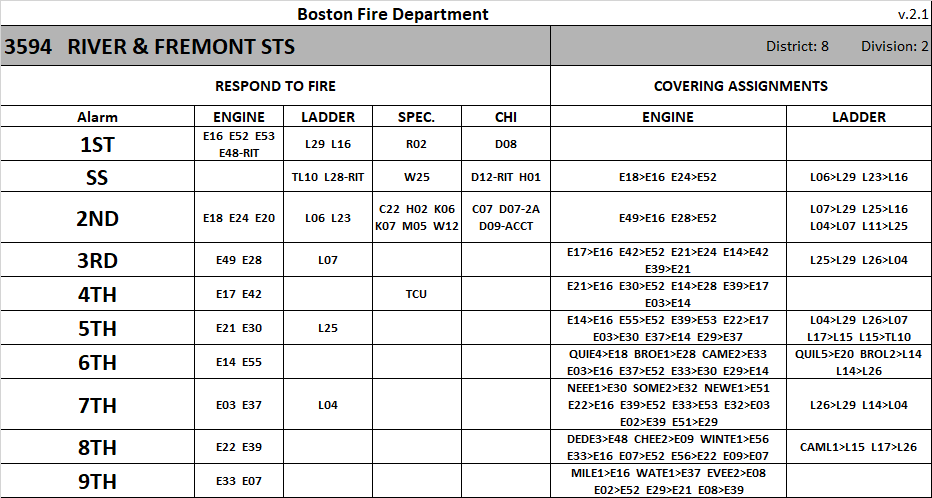 Boston Fire Department v.2.1
3594 RIVER & FREMONT STS District: 8 Division: 2
RESPOND TO FIRE COVERING ASSIGNMENTS
Alarm ENGINE LADDER SPEC. CHI ENGINE LADDER
1ST E16 E52 E53 E48-RIT L29 L16 R02 D08
SS TL10 L28-RIT W25 D12-RIT H01 E18>E16 E24>E52 L06>L29 L23>L16
2ND E18 E24 E20 L06 L23 C22 H02 K06 K07 M05 W12 C07 D07-2A D09-ACCT E49>E16 E28>E52 L07>L29 L25>L16 L04>L07 L11>L25
3RD E49 E28 L07 E17>E16 E42>E52 E21>E24 E14>E42 E39>E21 L25>L29 L26>L04
4TH E17 E42 TCU E21>E16 E30>E52 E14>E28 E39>E17 E03>E14
5TH E21 E30 L25 E14>E16 E55>E52 E39>E53 E22>E17 E03>E30 E37>E14 E29>E37 L04>L29 L26>L07 L17>L15 L15>TL10
6TH E14 E55 QUIE4>E18 BROE1>E28 CAME2>E33 E03>E16 E37>E52 E33>E30 E29>E14 QUIL5>E20 BROL2>L14 L14>L26
7TH E03 E37 L04 NEEE1>E30 SOME2>E32 NEWE1>E51 E22>E16 E39>E52 E33>E53 E32>E03 E02>E39 E51>E29 L26>L29 L14>L04
8TH E22 E39 DEDE3>E48 CHEE2>E09 WINTE1>E56 E33>E16 E07>E52 E56>E22 E09>E07 CAML1>L15 L17>L26
9TH E33 E07 MILE1>E16 WATE1>E37 EVEE2>E08 E02>E52 E29>E21 E08>E39